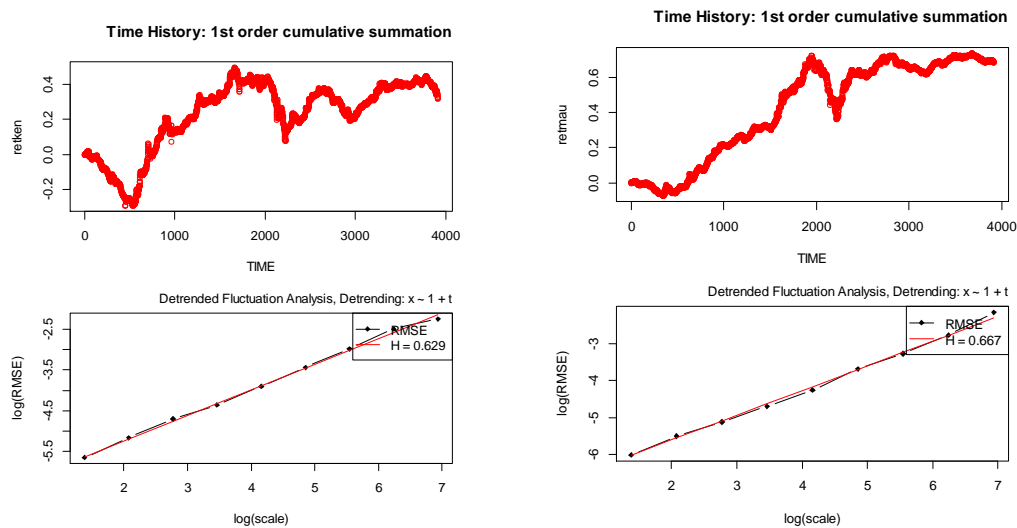 Time History: 1st order cumulative summation
retken
0.4
0.2
0.0
-0.2
0 1000 2000 3000 4000
TIME
Detrended Fluctuation Analysis, Detrending: x ~ 1 + t
log(RMSE)
-2.5
-3.5
-4.5
-5.5
RMSE
H = 0.629
2 3 4 5 6 7
log(scale)
Time History: 1st order cumulative summation
retmau
0.6
0.4
0.2
0.0
0 1000 2000 3000 4000
TIME
Detrended Fluctuation Analysis, Detrending: x ~ 1 + t
log(RMSE)
-3
-4
-5
-6
RMSE
H = 0.667
2 3 4 5 6 7
log(scale)